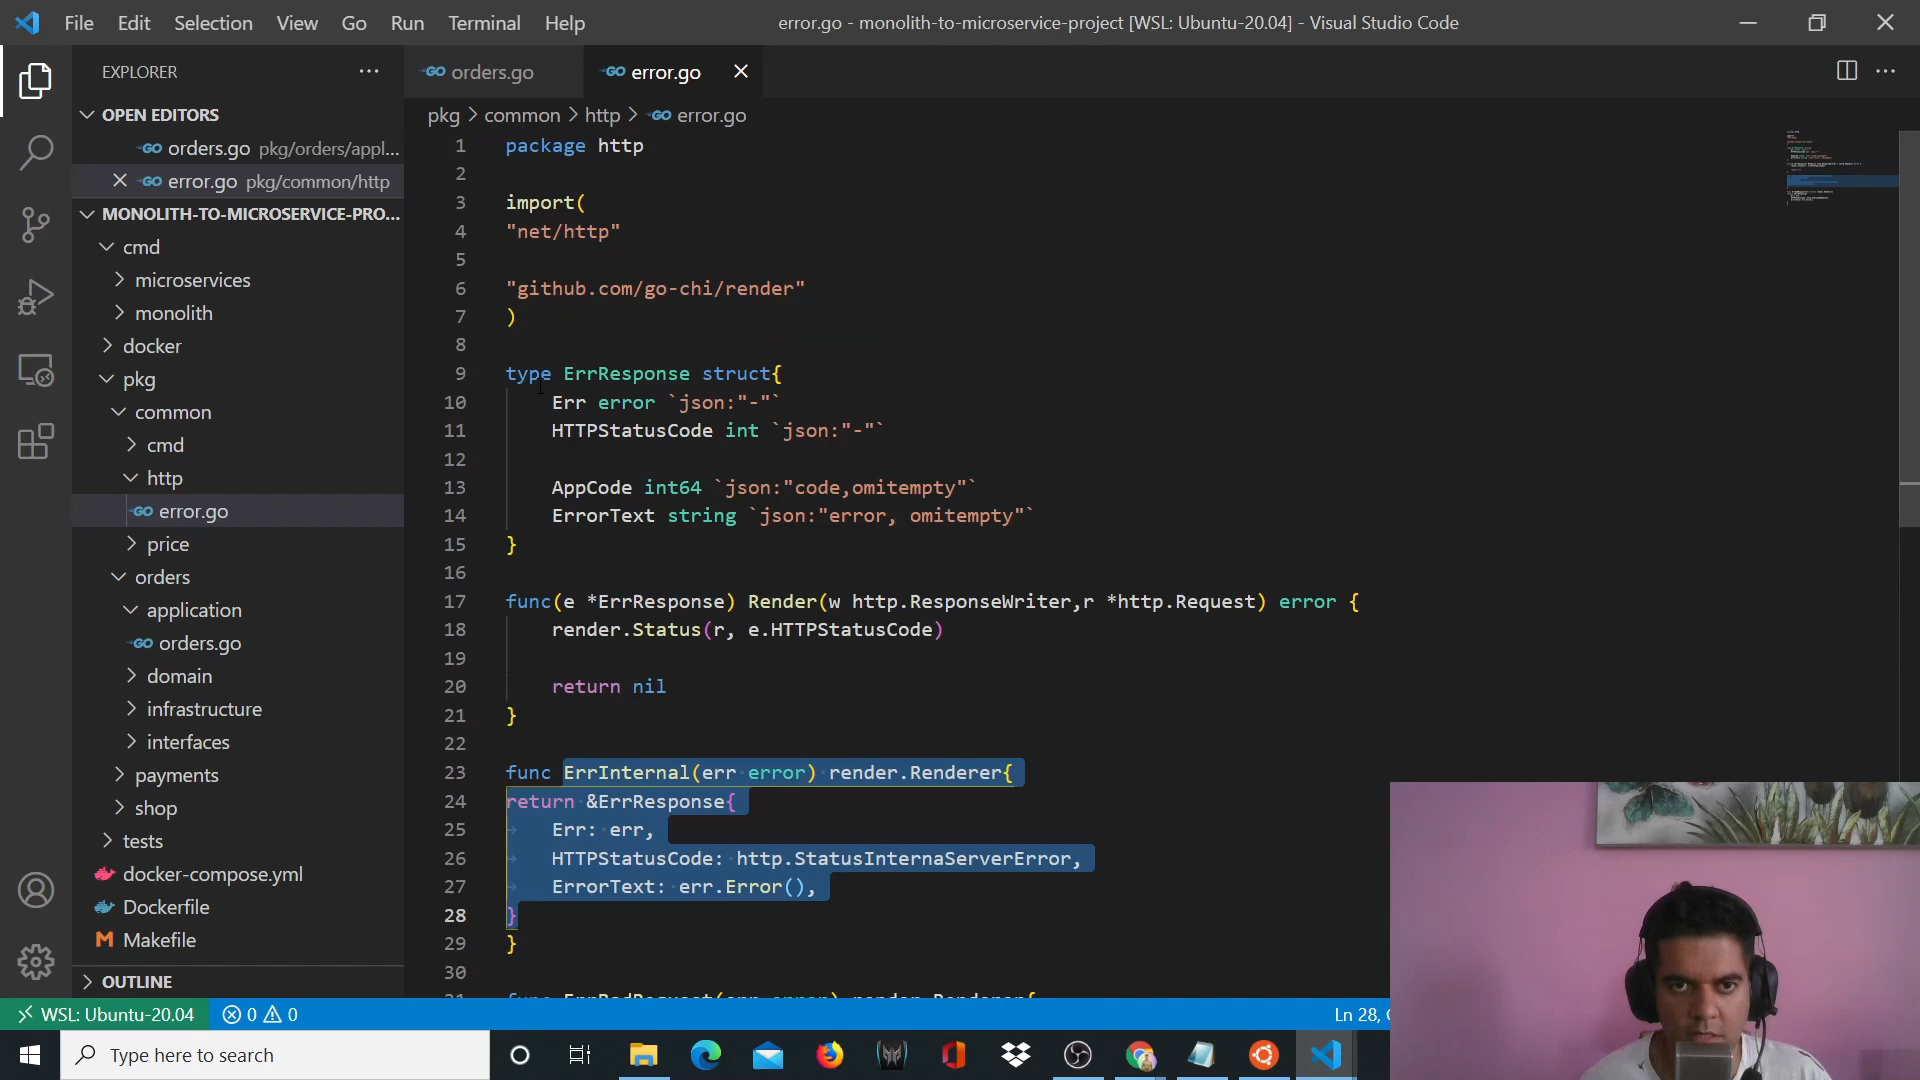 File Edit Selection View Go Run Terminal Help
error.go - monolith-to-microservice-project [WSL: Ubuntu-20.04] - Visual Studio Code
EXPLORER
OPEN EDITORS
GO orders.go pkg/orders/appl...
GO error.go pkg/common/http
MONOLITH-TO-MICROSERVICE-PRO...
cmd
microservices
monolith
docker
pkg
common
cmd
http
GO error.go
price
orders
application
GO orders.go
domain
infrastructure
interfaces
payments
shop
tests
docker-compose.yml
Dockerfile
M Makefile
OUTLINE
GO orders.go
GO error.go
pkg > common > http > GO error.go
1 package http
2
3 import(
4 "net/http"
5
6 "github.com/go-chi/render"
7 )
8
9 type ErrResponse struct{
10 Err error `json:"-"`
11 HTTPStatusCode int `json:"-"`
12
13 AppCode int64 `json:"code,omitempty"`
14 ErrorText string `json:"error, omitempty"`
15 }
16
17 func(e *ErrResponse) Render(w http.ResponseWriter,r *http.Request) error {
18 render.Status(r, e.HTTPStatusCode)
19
20 return nil
21 }
22
23 func ErrInternal(err error) render.Renderer{
24 return &ErrResponse{
25 Err: err,
26 HTTPStatusCode: http.StatusInternaServerError,
27 ErrorText: err.Error(),
28 }
29 }
30
WSL: Ubuntu-20.04 0 0
Ln 28,
Type here to search